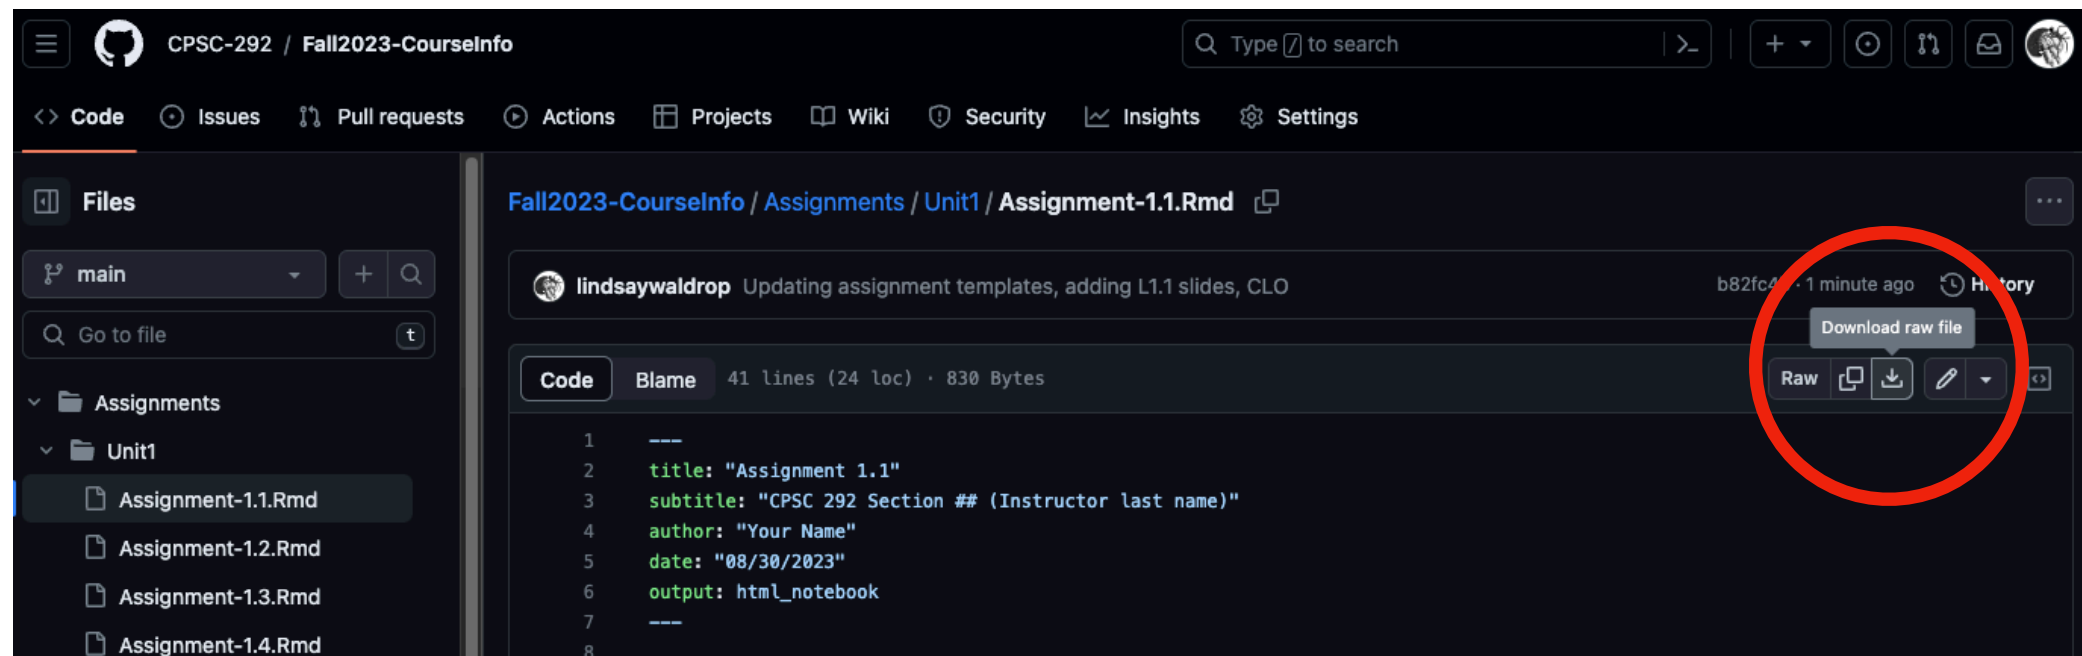 CPSC-292 / Fall2023-CourseInfo
Type / to search
Code
Issues
Pull requests
Actions
Projects
Wiki
Security
Insights
Settings
Files
main
Go to file
t
Assignments
Unit1
Assignment-1.1.Rmd
Assignment-1.2.Rmd
Assignment-1.3.Rmd
Assignment-1.4.Rmd
Fall2023-CourseInfo / Assignments / Unit1 / Assignment-1.1.Rmd
lindsaywaldrop Updating assignment templates, adding L1.1 slides, CLO
· 1 minute ago
History
Download raw file
Code
Blame
41 lines (24 loc) · 830 Bytes
Raw
1 ---
2 title: "Assignment 1.1"
3 subtitle: "CPSC 292 Section ## (Instructor last name)"
4 author: "Your Name"
5 date: "08/30/2023"
6 output: html_notebook
7 ---
8